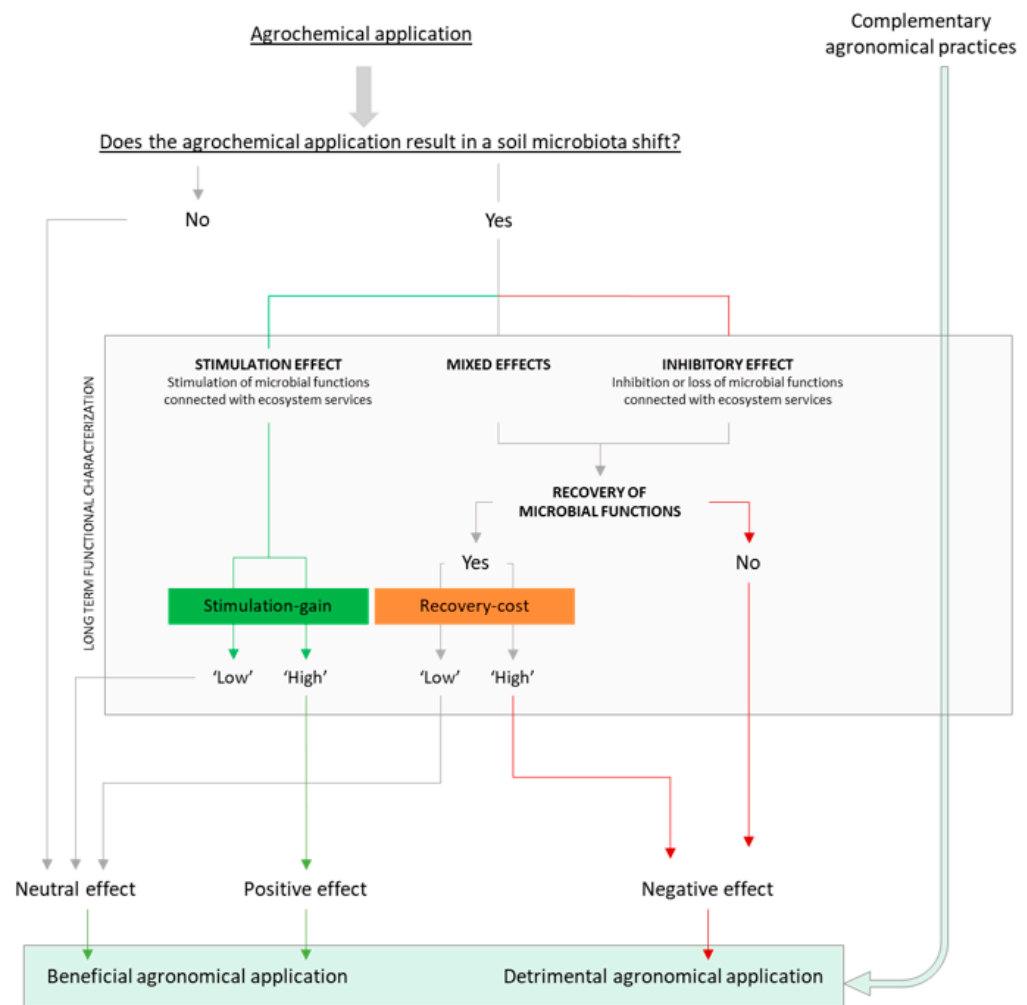 Agrochemical application
Complementary
agronomical practices
Does the agrochemical application result in a soil microbiota shift?
No
Yes
LONG TERM FUNCTIONAL CHARACTERIZATION
STIMULATION EFFECT
Stimulation of microbial functions
connected with ecosystem services
MIXED EFFECTS
INHIBITORY EFFECT
Inhibition or loss of microbial functions
connected with ecosystem services
RECOVERY OF
MICROBIAL FUNCTIONS
Yes
No
Stimulation-gain
Recovery-cost
‘Low’
‘High’
‘Low’
‘High’
Neutral effect
Positive effect
Negative effect
Beneficial agronomical application
Detrimental agronomical application